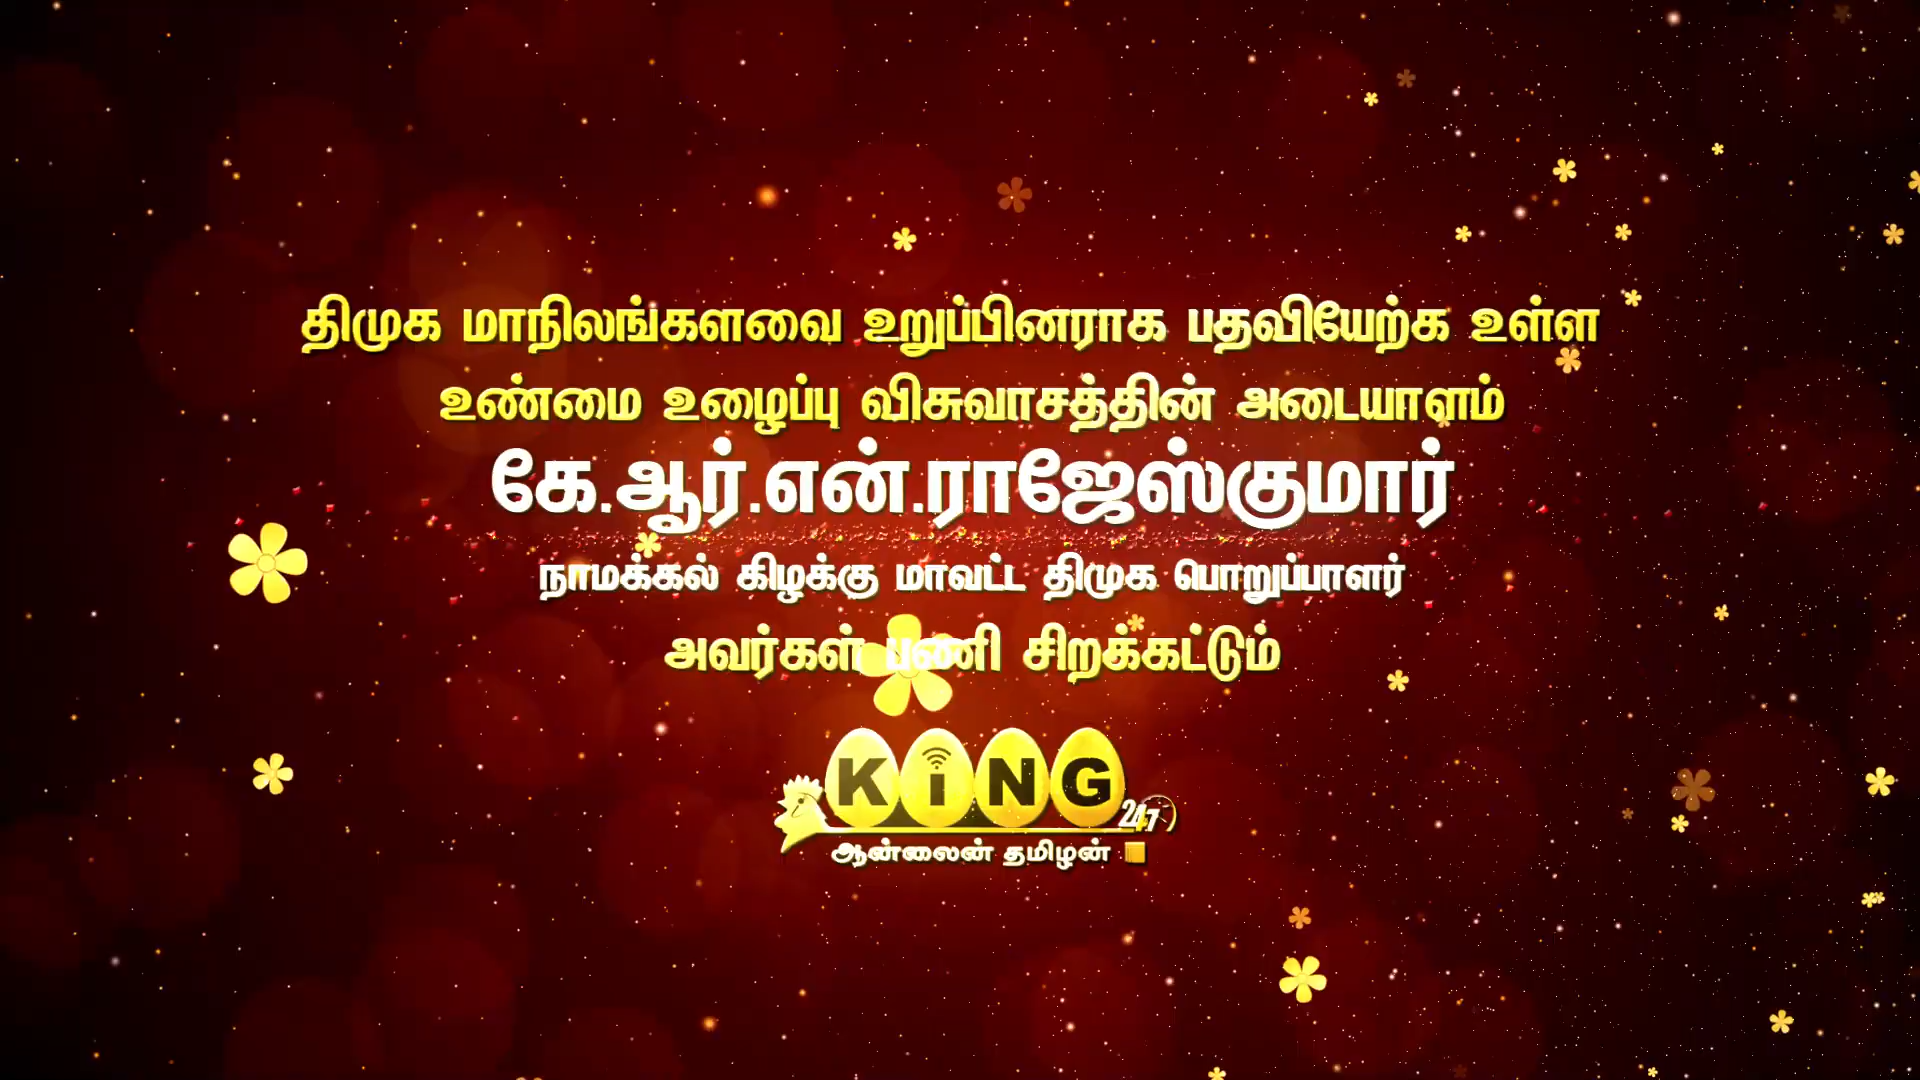 திமுக மாநிலங்களவை உறுப்பினராக பதவியேற்க உள்ள
உண்மை உழைப்பு விசுவாசத்தின் அடையாளம்
கே.ஆர்.என்.ராஜேஸ்குமார்
நாமக்கல் கிழக்கு மாவட்ட திமுக பொறுப்பாளர்
அவர்கள் பணி சிறக்கட்டும்
KiNG 24/7
ஆன்லைன் தமிழன்